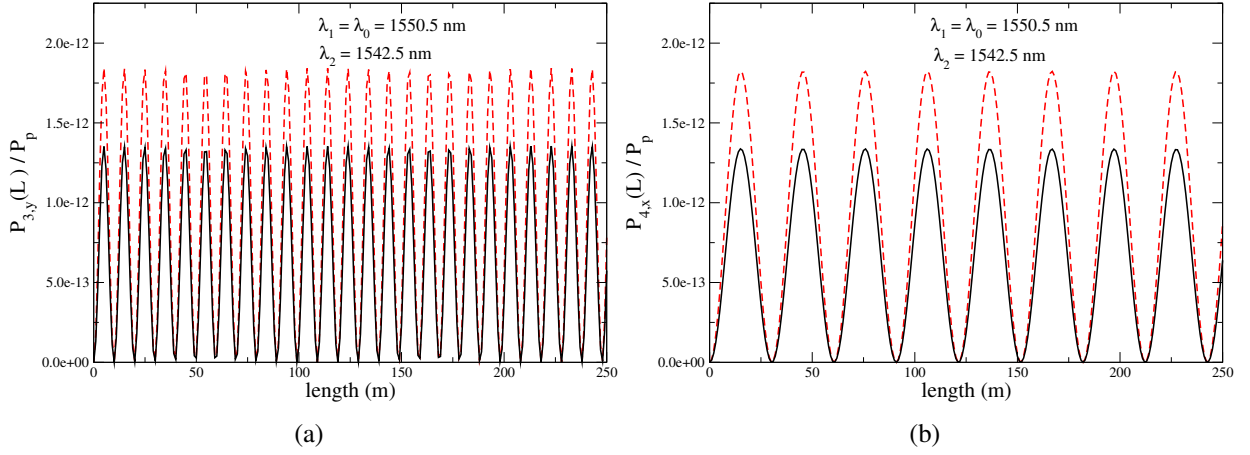 λ₁ = λ₀ = 1550.5 nm
λ₂ = 1542.5 nm
2.0e-12
1.5e-12
1.0e-12
5.0e-13
0.0e+00
P₃,ᵧ(L) / Pₚ
0 50 100 150 200 250
length (m)
(a)
λ₁ = λ₀ = 1550.5 nm
λ₂ = 1542.5 nm
2.0e-12
1.5e-12
1.0e-12
5.0e-13
0.0e+00
P₄,ₓ(L) / Pₚ
0 50 100 150 200 250
length (m)
(b)